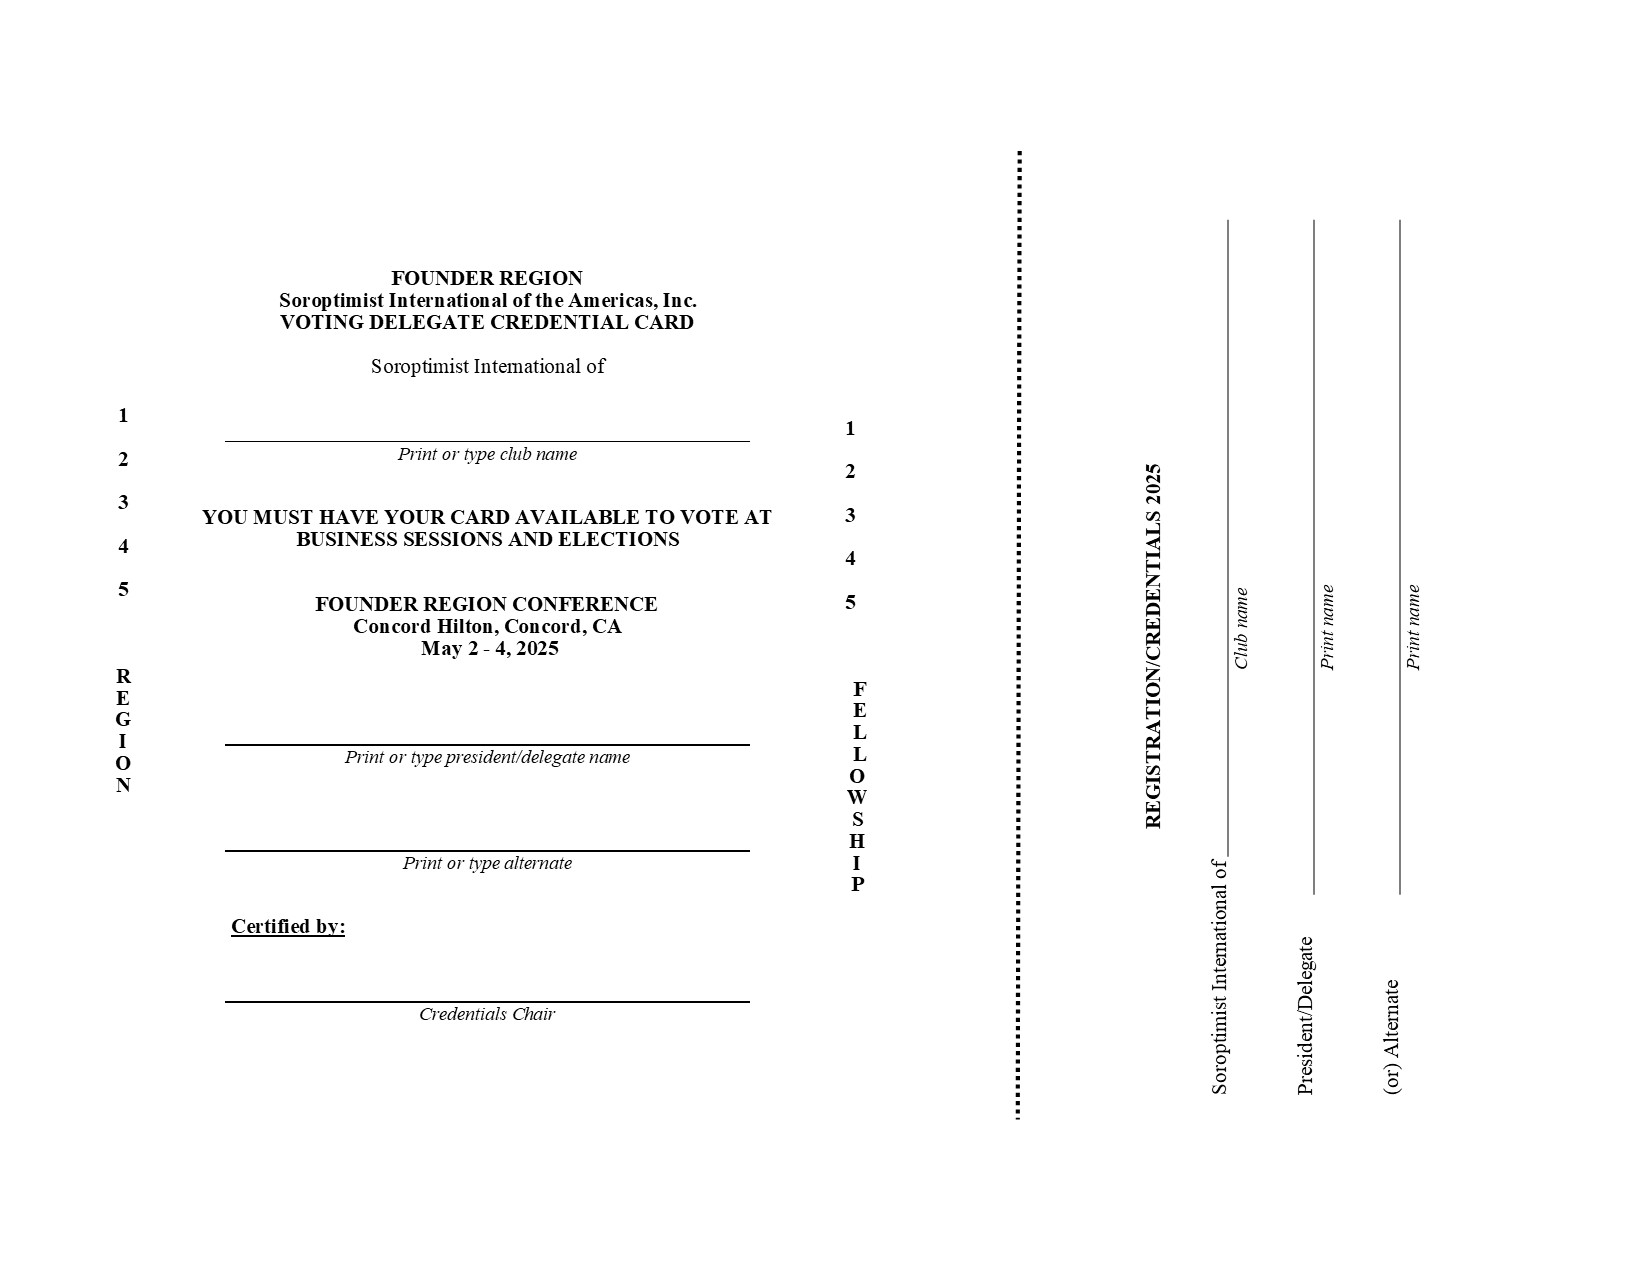 FOUNDER REGION
Soroptimist International of the Americas, Inc.
VOTING DELEGATE CREDENTIAL CARD
Soroptimist International of
Print or type club name
YOU MUST HAVE YOUR CARD AVAILABLE TO VOTE AT
BUSINESS SESSIONS AND ELECTIONS
FOUNDER REGION CONFERENCE
Concord Hilton, Concord, CA
May 2 - 4, 2025
Print or type president/delegate name
Print or type alternate
Certified by:
Credentials Chair
1
2
3
4
5
R
E
G
I
O
N
1
2
3
4
5
F
E
L
L
O
W
S
H
I
P
REGISTRATION/CREDENTIALS 2025
Soroptimist International of
Club name
President/Delegate
Print name
(or) Alternate
Print name